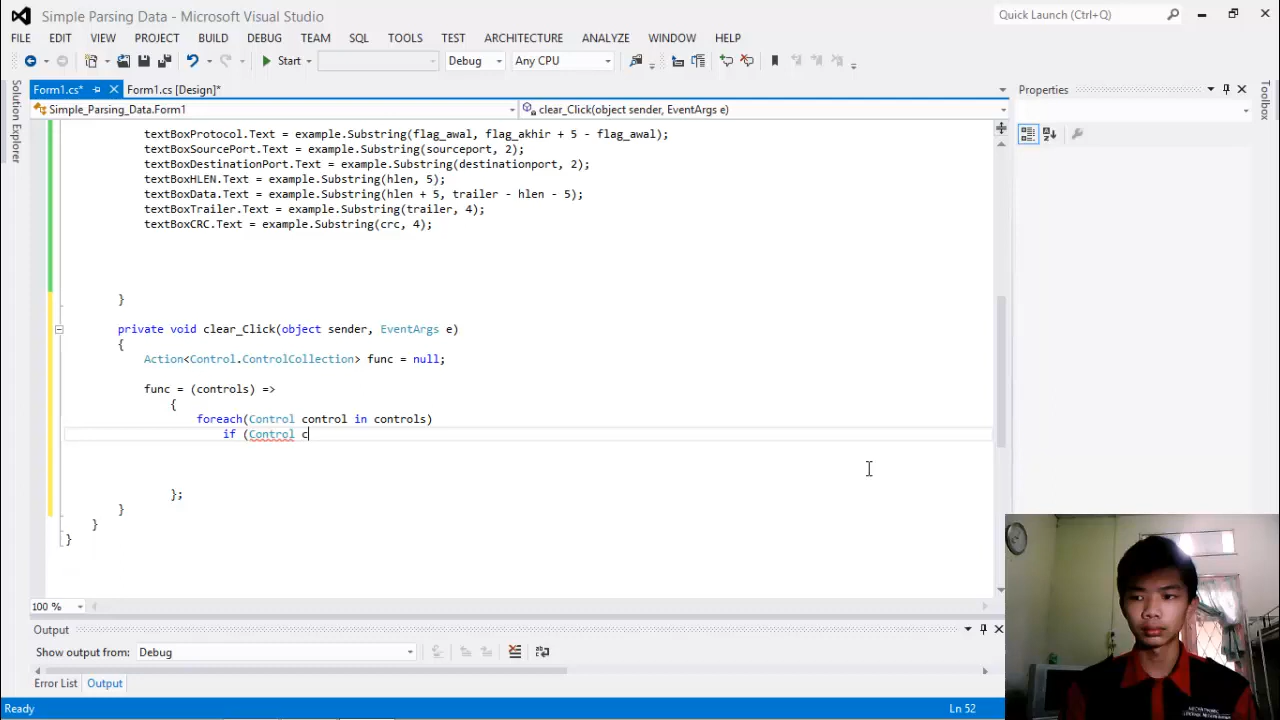 Simple Parsing Data - Microsoft Visual Studio
Quick Launch (Ctrl+Q)
FILE EDIT VIEW PROJECT BUILD DEBUG TEAM SQL TOOLS TEST ARCHITECTURE ANALYZE WINDOW HELP
Start Debug Any CPU
Solution Explorer
Form1.cs* Form1.cs [Design]*
Properties
Toolbox
Simple_Parsing_Data.Form1 clear_Click(object sender, EventArgs e)
textBoxProtocol.Text = example.Substring(flag_awal, flag_akhir + 5 - flag_awal);
textBoxSourcePort.Text = example.Substring(sourceport, 2);
textBoxDestinationPort.Text = example.Substring(destinationport, 2);
textBoxHLEN.Text = example.Substring(hlen, 5);
textBoxData.Text = example.Substring(hlen + 5, trailer - hlen - 5);
textBoxTrailer.Text = example.Substring(trailer, 4);
textBoxCRC.Text = example.Substring(crc, 4);
}
private void clear_Click(object sender, EventArgs e)
{
Action<Control.ControlCollection> func = null;
func = (controls) =>
{
foreach(Control control in controls)
if (Control c
};
}
}
}
100 %
Output
Show output from: Debug
Error List Output
Ready Ln 52